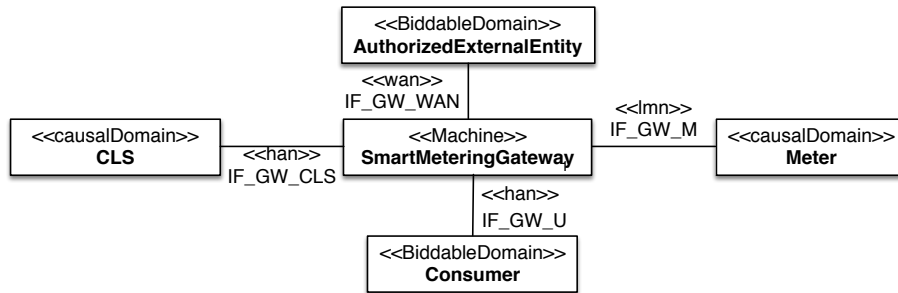 <<BiddableDomain>>
AuthorizedExternalEntity
<<wan>>
IF_GW_WAN
<<lmn>>
IF_GW_M
<<causalDomain>>
CLS
<<han>>
IF_GW_CLS
<<Machine>>
SmartMeteringGateway
<<causalDomain>>
Meter
<<han>>
IF_GW_U
<<BiddableDomain>>
Consumer